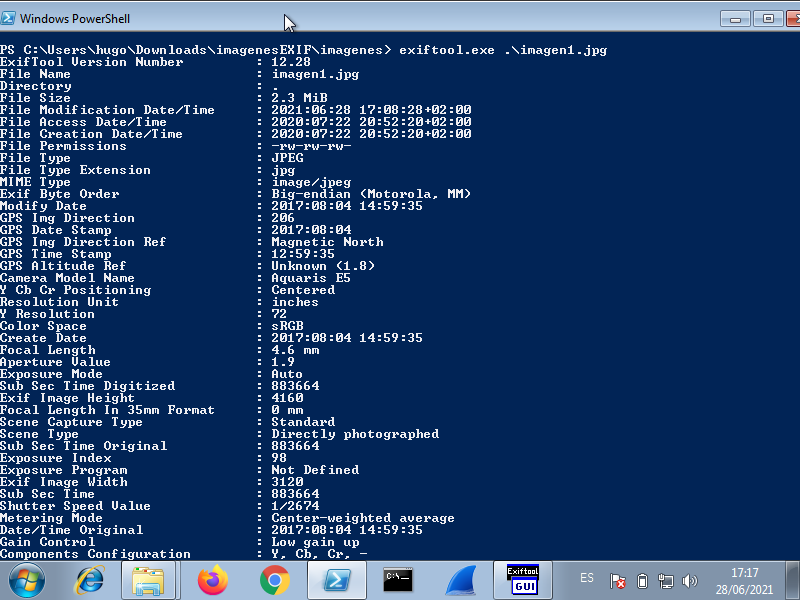 Windows PowerShell
PS C:\Users\hugo\Downloads\imagenesEXIF\imagenes> exiftool.exe .\imagen1.jpg
ExifTool Version Number : 12.28
File Name : imagen1.jpg
Directory : .
File Size : 2.3 MiB
File Modification Date/Time : 2021:06:28 17:08:28+02:00
File Access Date/Time : 2020:07:22 20:52:20+02:00
File Creation Date/Time : 2020:07:22 20:52:20+02:00
File Permissions : -rw-rw-rw-
File Type : JPEG
File Type Extension : jpg
MIME Type : image/jpeg
Exif Byte Order : Big-endian (Motorola, MM)
Modify Date : 2017:08:04 14:59:35
GPS Img Direction : 206
GPS Date Stamp : 2017:08:04
GPS Img Direction Ref : Magnetic North
GPS Time Stamp : 12:59:35
GPS Altitude Ref : Unknown (1.8)
Camera Model Name : Aquaris E5
Y Cb Cr Positioning : Centered
Resolution Unit : inches
Y Resolution : 72
Color Space : sRGB
Create Date : 2017:08:04 14:59:35
Focal Length : 4.6 mm
Aperture Value : 1.9
Exposure Mode : Auto
Sub Sec Time Digitized : 883664
Exif Image Height : 4160
Focal Length In 35mm Format : 0 mm
Scene Capture Type : Standard
Scene Type : Directly photographed
Sub Sec Time Original : 883664
Exposure Index : 98
Exposure Program : Not Defined
Exif Image Width : 3120
Sub Sec Time : 883664
Shutter Speed Value : 1/2674
Metering Mode : Center-weighted average
Date/Time Original : 2017:08:04 14:59:35
Gain Control : Low gain up
Components Configuration : Y, Cb, Cr, -
C:\
Exiftool
GUI
ES
17:17
28/06/2021